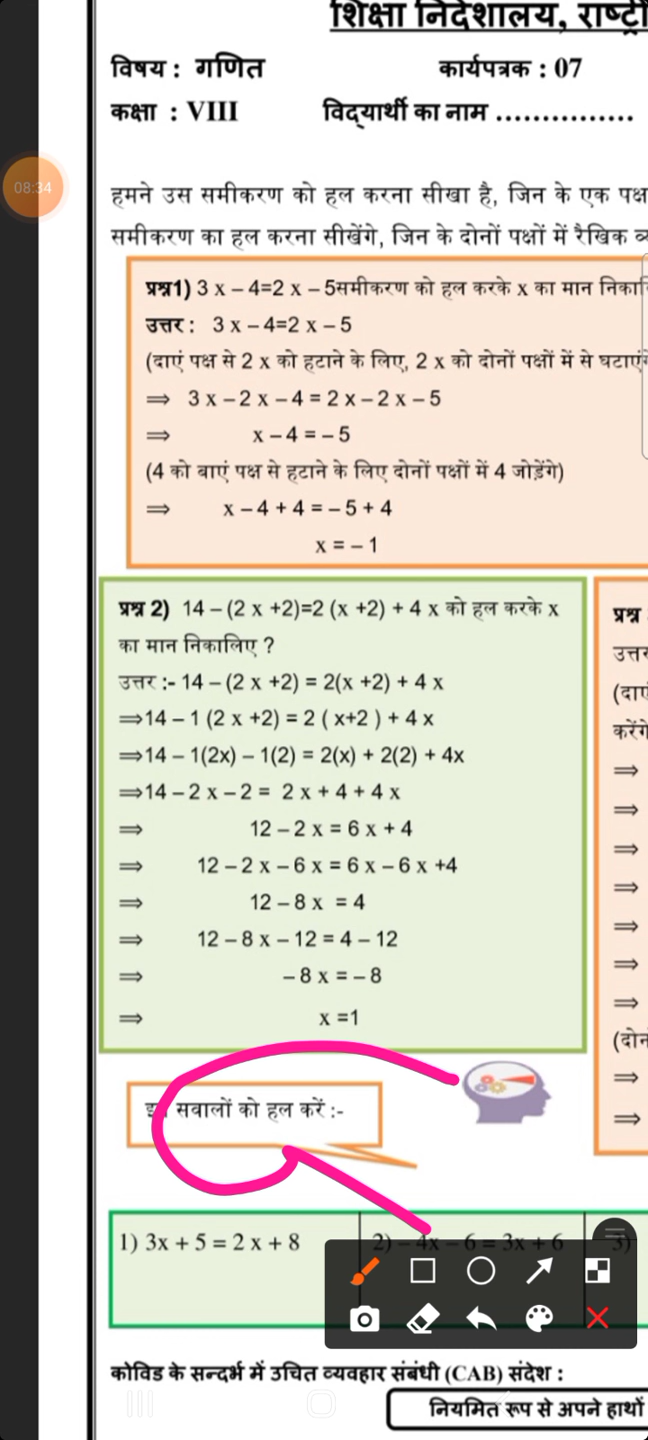 शिक्षा निदेशालय,
विषय : गणित
कार्यपत्रक : 07
कक्षा : VIII
विद्यार्थी का नाम ...............
08:34
हमने उस समीकरण को हल करना सीखा है, जिन के एक पक्ष
समीकरण का हल करना सीखेंगे, जिन के दोनों पक्षों में रैखिक
प्रश्न1) 3 x – 4=2 x – 5समीकरण को हल करके x का मान
उत्तर : 3 x – 4=2 x – 5
(दाएं पक्ष से 2 x को हटाने के लिए, 2 x को दोनों पक्षों में से
⟹ 3 x – 2 x – 4 = 2 x – 2 x – 5
⟹ x – 4 = – 5
(4 को बाएं पक्ष से हटाने के लिए दोनों पक्षों में 4 जोड़ेंगे)
⟹ x – 4 + 4 = – 5 + 4
x = – 1
प्रश्न 2) 14 – (2 x +2)=2 (x +2) + 4 x को हल करके x
का मान निकालिए ?
उत्तर :- 14 – (2 x +2) = 2(x +2) + 4 x
⟹14 – 1 (2 x +2) = 2 ( x+2 ) + 4 x
⟹14 – 1(2x) – 1(2) = 2(x) + 2(2) + 4x
⟹14 – 2 x – 2 = 2 x + 4 + 4 x
⟹ 12 – 2 x = 6 x + 4
⟹ 12 – 2 x – 6 x = 6 x – 6 x +4
⟹ 12 – 8 x = 4
⟹ 12 – 8 x – 12 = 4 – 12
⟹ – 8 x = – 8
⟹ x =1
प्रश्न
⟹
⟹
⟹
⟹
⟹
⟹
⟹
⟹
⟹
सवालों को हल करें :-
1) 3x + 5 = 2 x + 8
2) – 4x – 6 = 3x + 6
3)
कोविड के सन्दर्भ में उचित व्यवहार संबंधी (CAB) संदेश :
नियमित रूप से अपने हाथों